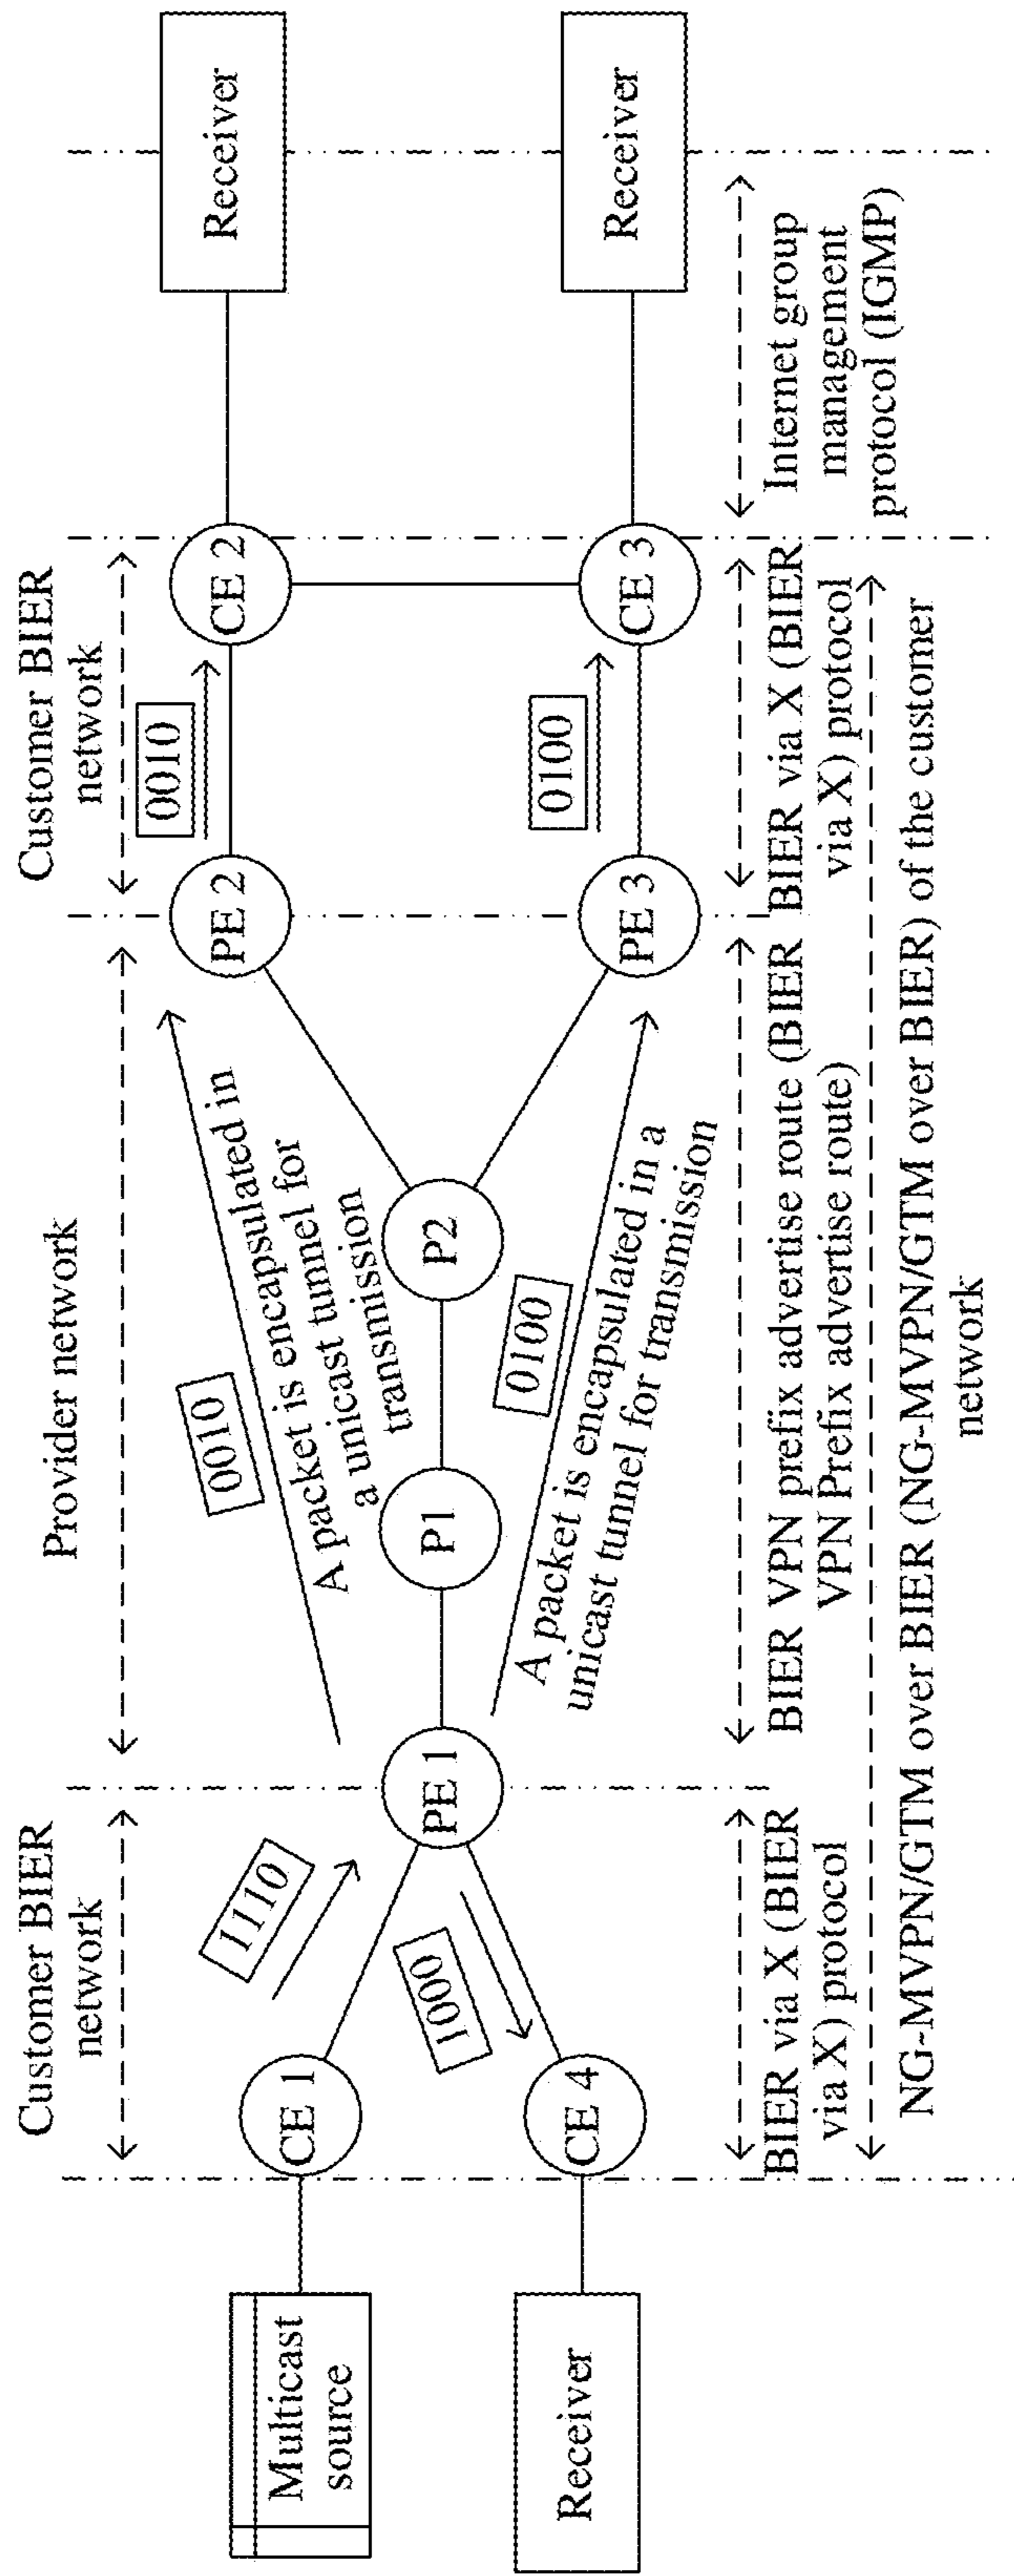 Customer BIER
network
Provider network
Customer BIER
network
Multicast
source
Receiver
CE 1
CE 4
1110
1000
PE 1
0010
A packet is encapsulated in
a unicast tunnel for
a unicast tunnel for
transmission
P1
P2
0100
A packet is encapsulated in a
unicast tunnel for transmission
PE 2
PE 3
0010
0100
CE 2
CE 3
Receiver
Receiver
BIER via X (BIER
via X) protocol
BIER VPN prefix advertise route (BIER
VPN Prefix advertise route)
BIER via X (BIER
via X) protocol
Internet group
management
protocol (IGMP)
NG-MVPN/GTM over BIER (NG-MVPN/GTM over BIER) of the customer
network